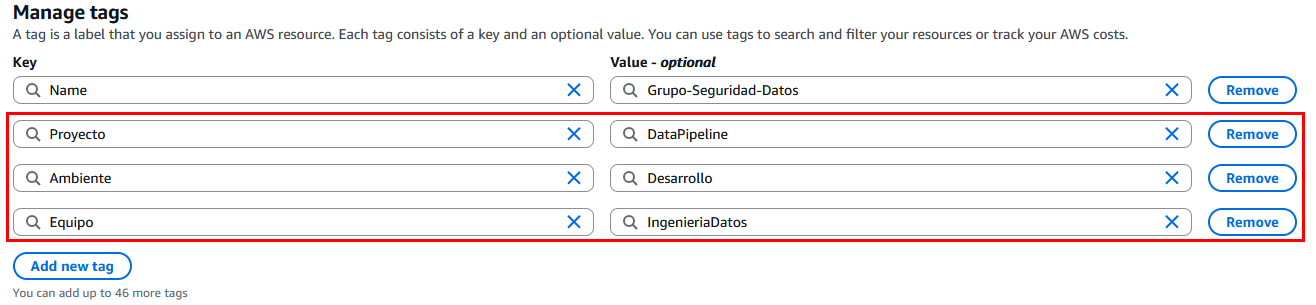 Manage tags
A tag is a label that you assign to an AWS resource. Each tag consists of a key and an optional value. You can use tags to search and filter your resources or track your AWS costs.
Key Value - optional
Name Grupo-Seguridad-Datos Remove
Proyecto DataPipeline Remove
Ambiente Desarrollo Remove
Equipo IngenieriaDatos Remove
Add new tag
You can add up to 46 more tags